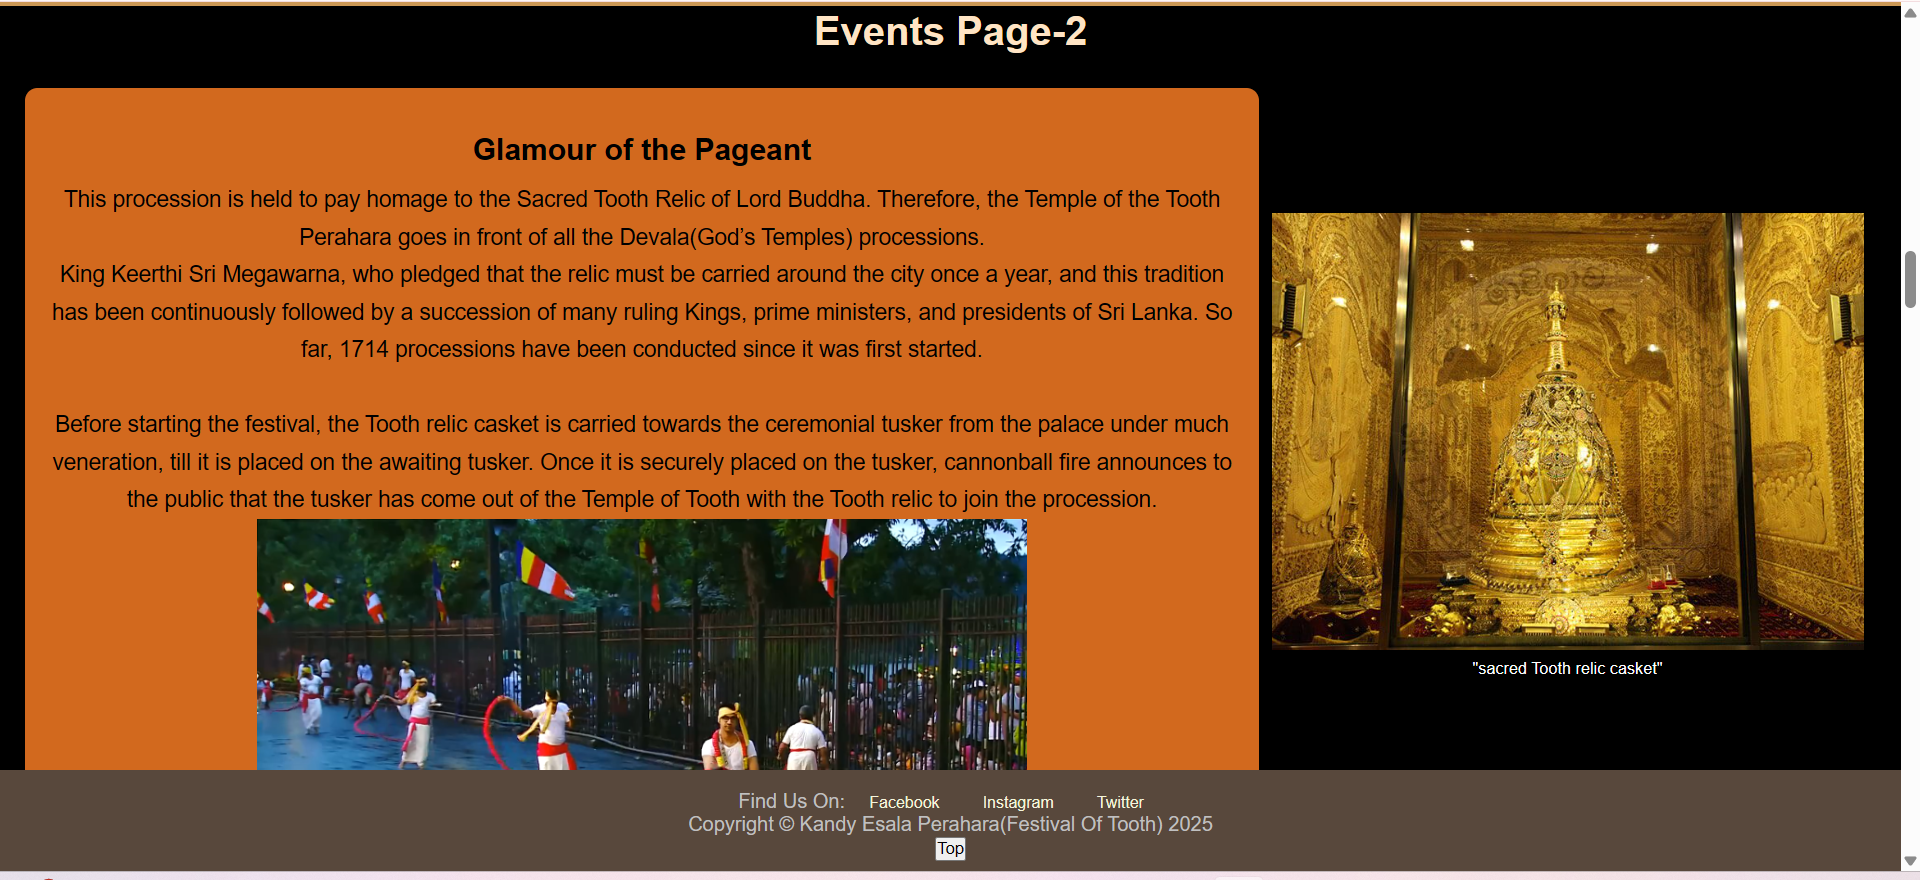 Events Page-2
Glamour of the Pageant
This procession is held to pay homage to the Sacred Tooth Relic of Lord Buddha. Therefore, the Temple of the Tooth
Perahara goes in front of all the Devala(God’s Temples) processions.
King Keerthi Sri Megawarna, who pledged that the relic must be carried around the city once a year, and this tradition
has been continuously followed by a succession of many ruling Kings, prime ministers, and presidents of Sri Lanka. So
far, 1714 processions have been conducted since it was first started.
Before starting the festival, the Tooth relic casket is carried towards the ceremonial tusker from the palace under much
veneration, till it is placed on the awaiting tusker. Once it is securely placed on the tusker, cannonball fire announces to
the public that the tusker has come out of the Temple of Tooth with the Tooth relic to join the procession.
"sacred Tooth relic casket"
Find Us On: Facebook Instagram Twitter
Copyright © Kandy Esala Perahara(Festival Of Tooth) 2025
Top